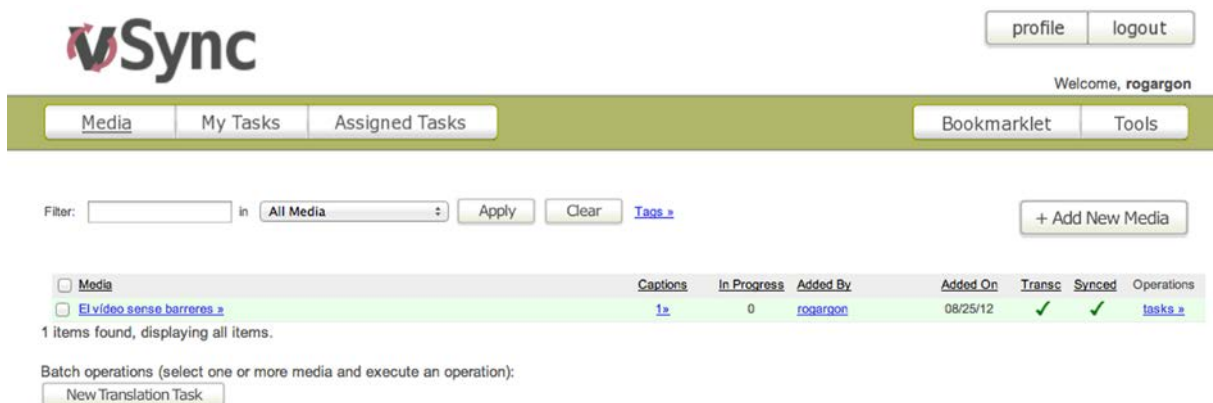 vSync
profile logout
Welcome, rogargon
Media My Tasks Assigned Tasks Bookmarklet Tools
Filter: in All Media Apply Clear Tags »
+ Add New Media
Media Captions In Progress Added By Added On Transc Synced Operations
El vídeo sense barreres » 1» 0 rogargon 08/25/12 ✓ ✓ tasks »
1 items found, displaying all items.
Batch operations (select one or more media and execute an operation):
New Translation Task